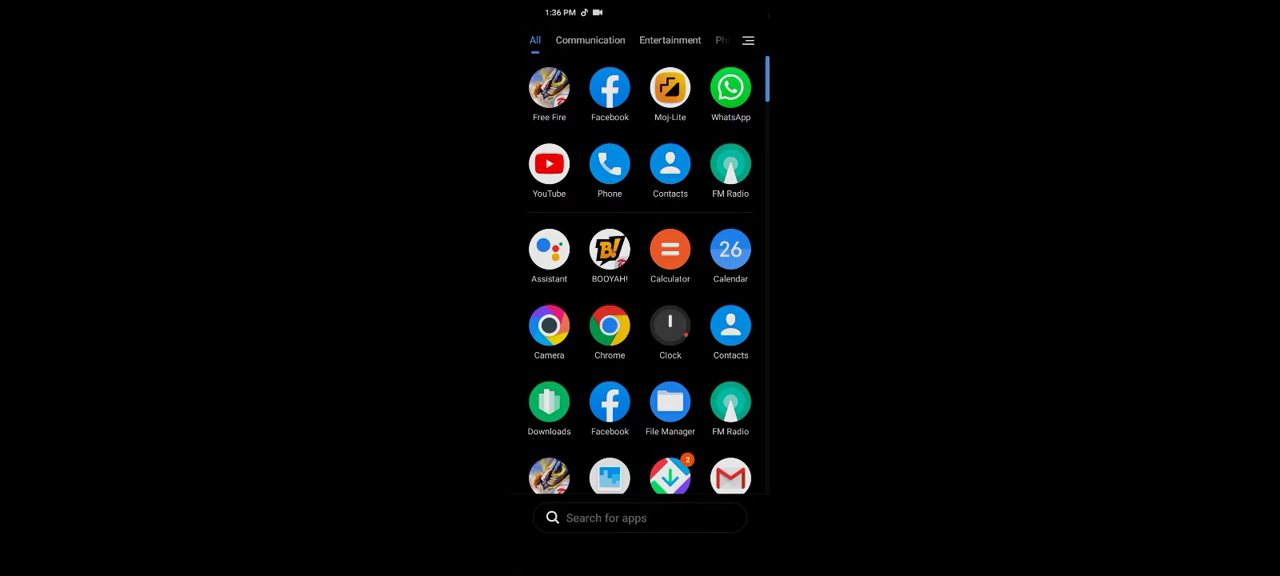 1:36 PM
All Communication Entertainment Ph
Free Fire Facebook Moj-Lite WhatsApp
YouTube Phone Contacts FM Radio
B! 26
Assistant BOOYAH! Calculator Calendar
Camera Chrome Clock Contacts
Downloads Facebook File Manager FM Radio
2
Search for apps